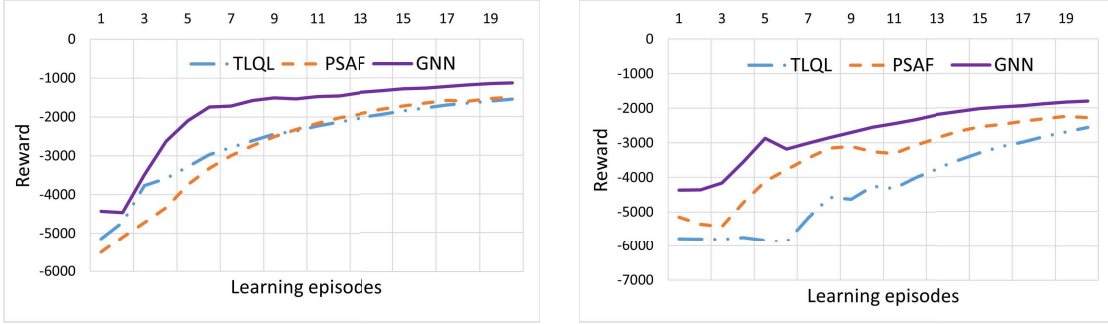 1 3 5 7 9 11 13 15 17 19
0
TLQL PSAF GNN
-1000
-2000
-3000
-4000
-5000
-6000
Reward
Learning episodes
1 3 5 7 9 11 13 15 17 19
0
TLQL PSAF GNN
-1000
-2000
-3000
-4000
-5000
-6000
-7000
Reward
Learning episodes